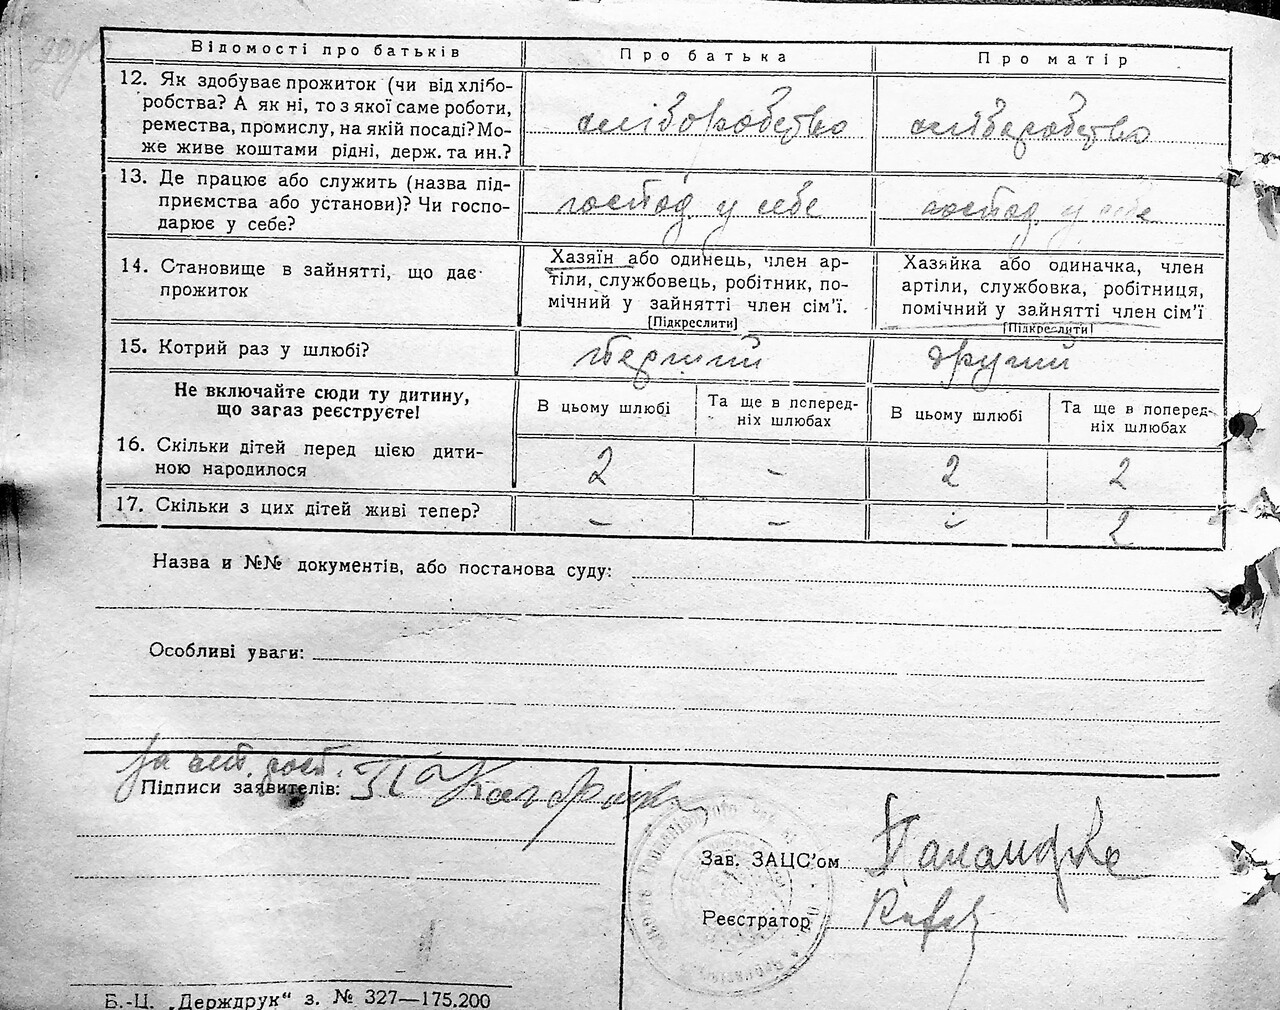 Відомості про батьків Про батька Про матір
12. Як здобуває прожиток (чи від хлібо-
робства? А як ні, то з якої саме роботи,
ремества, промислу, на якій посаді? Мо-
же живе коштами рідні, держ. та ин.?
хліборобство хліборобство
13. Де працює або служить (назва під-
приємства або установи)? Чи госпо-
дарює у себе?
господ. у себе господ. у себе
14. Становище в зайнятті, що дає
прожиток
Хазяїн або одинець, член ар-
тіли, службовець, робітник, по-
мічний у зайнятті член сім'ї.
[Підкреслити]
Хазяйка або одиначка, член
артіли, службовка, робітниця,
помічний у зайнятті член сім'ї
[Підкреслити]
15. Котрий раз у шлюбі? перший другий
Не включайте сюди ту дитину,
що загаз реєструєте!
В цьому шлюбі
Та ще в поперед-
ніх шлюбах
В цьому шлюбі
Та ще в поперед-
ніх шлюбах
16. Скільки дітей перед цією дити-
ною народилося
2 - 2 2
17. Скільки з цих дітей живі тепер? - - - 2
Назва и №№ документів, або постанова суду:
Особливі уваги:
за
Підписи заявителів:
Зав. ЗАЦС'ом
Реєстратор
Б.-Ц. „Держдрук“ з. № 327—175.200